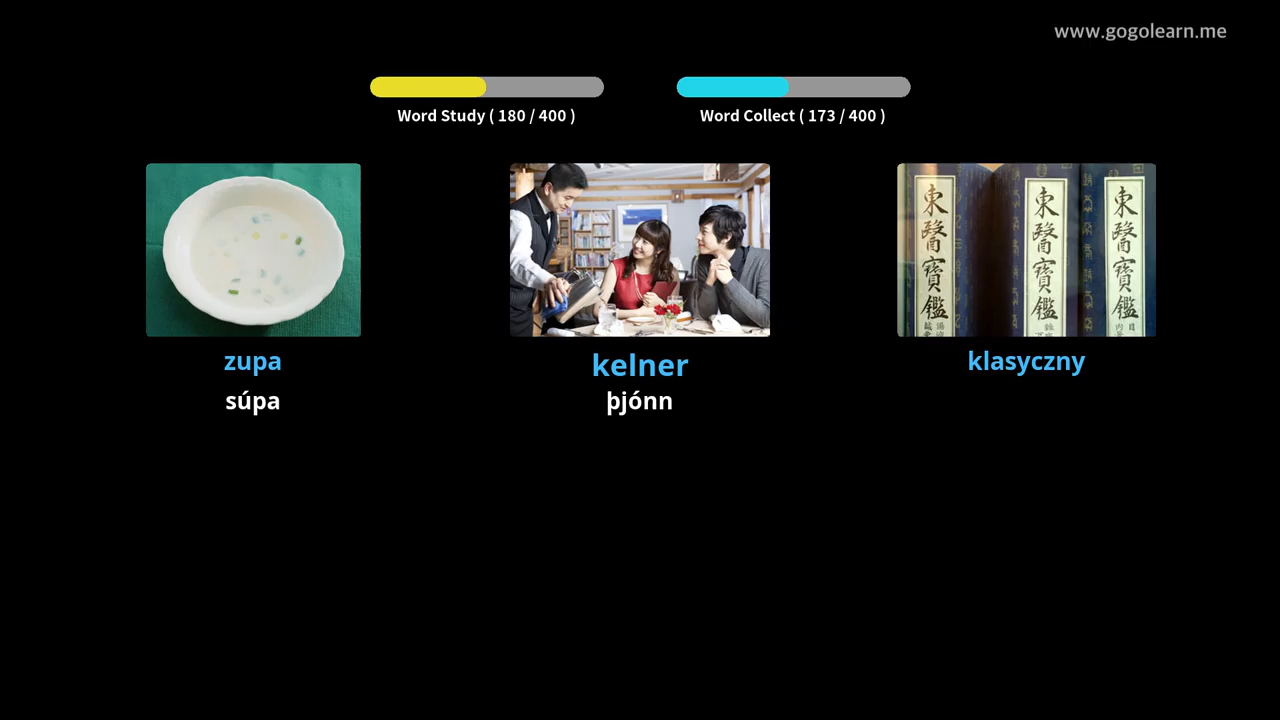 www.gogolearn.me
Word Study ( 180 / 400 )
Word Collect ( 173 / 400 )
東醫寶鑑
東醫寶鑑
東醫寶鑑
zupa
kelner
klasyczny
súpa
þjónn